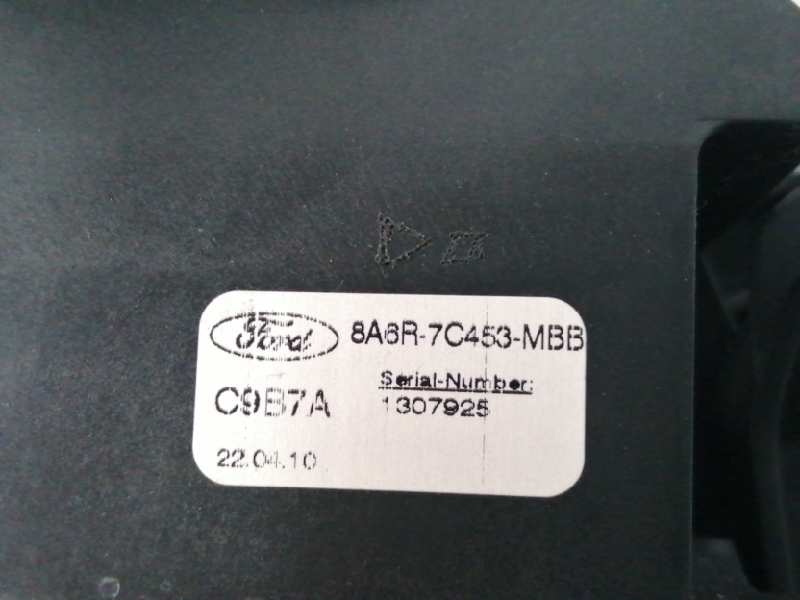 Ford 8A6R-7C453-MBB
C9B7A Serial-Number:
1307925
22.04.10